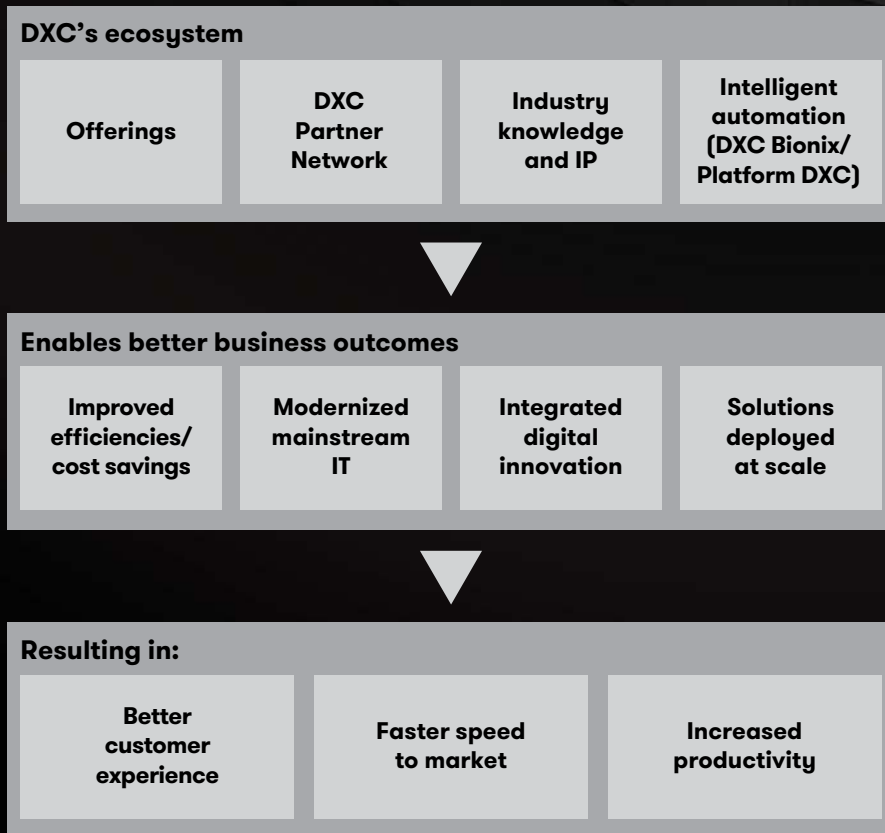 DXC's ecosystem
Offerings
DXC
Partner
Network
Industry
knowledge
and IP
Intelligent
automation
(DXC Bionix/
Platform DXC)
Enables better business outcomes
Improved
efficiencies/
cost savings
Modernized
mainstream
IT
Integrated
digital
innovation
Solutions
deployed
at scale
Resulting in:
Better
customer
experience
Faster speed
to market
Increased
productivity